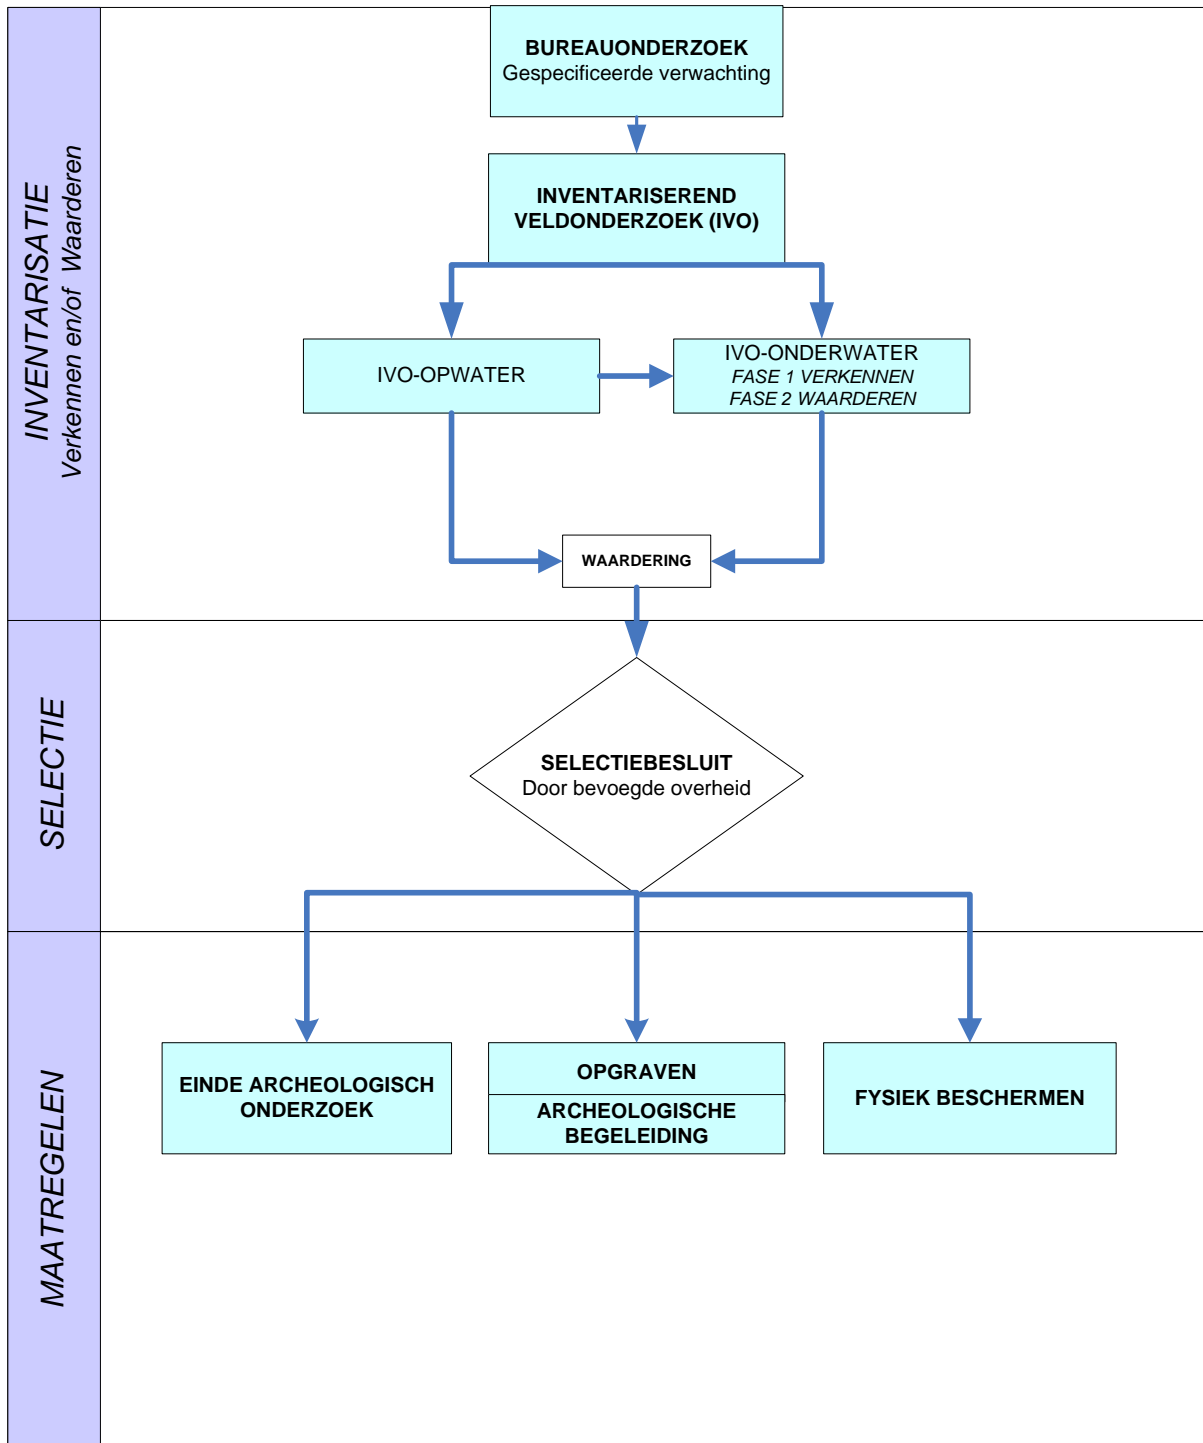 INVENTARISATIE
Verkennen en/of Waarderen
BUREAUONDERZOEK
Gespecificeerde verwachting
INVENTARISEREND
VELDONDERZOEK (IVO)
IVO-OPWATER
IVO-ONDERWATER
FASE 1 VERKENNEN
FASE 2 WAARDEREN
WAARDERING
SELECTIE
SELECTIEBESLUIT
Door bevoegde overheid
MAATREGELEN
EINDE ARCHEOLOGISCH
ONDERZOEK
OPGRAVEN
ARCHEOLOGISCHE
BEGELEIDING
FYSIEK BESCHERMEN